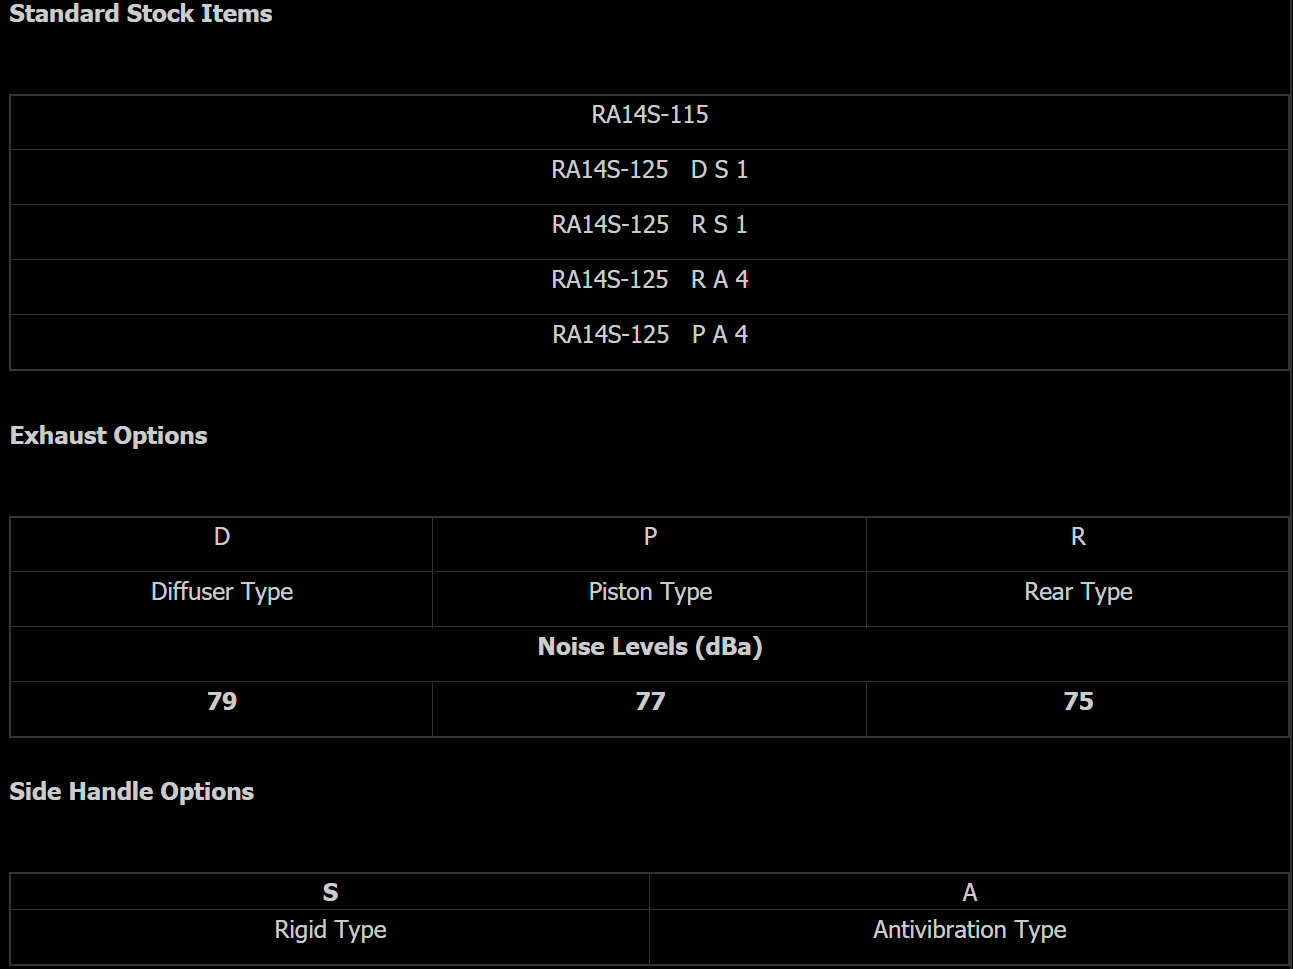 Standard Stock Items
RA14S-115
RA14S-125 D S 1
RA14S-125 R S 1
RA14S-125 R A 4
RA14S-125 P A 4
Exhaust Options
D P R
Diffuser Type Piston Type Rear Type
Noise Levels (dBa)
79 77 75
Side Handle Options
S A
Rigid Type Antivibration Type